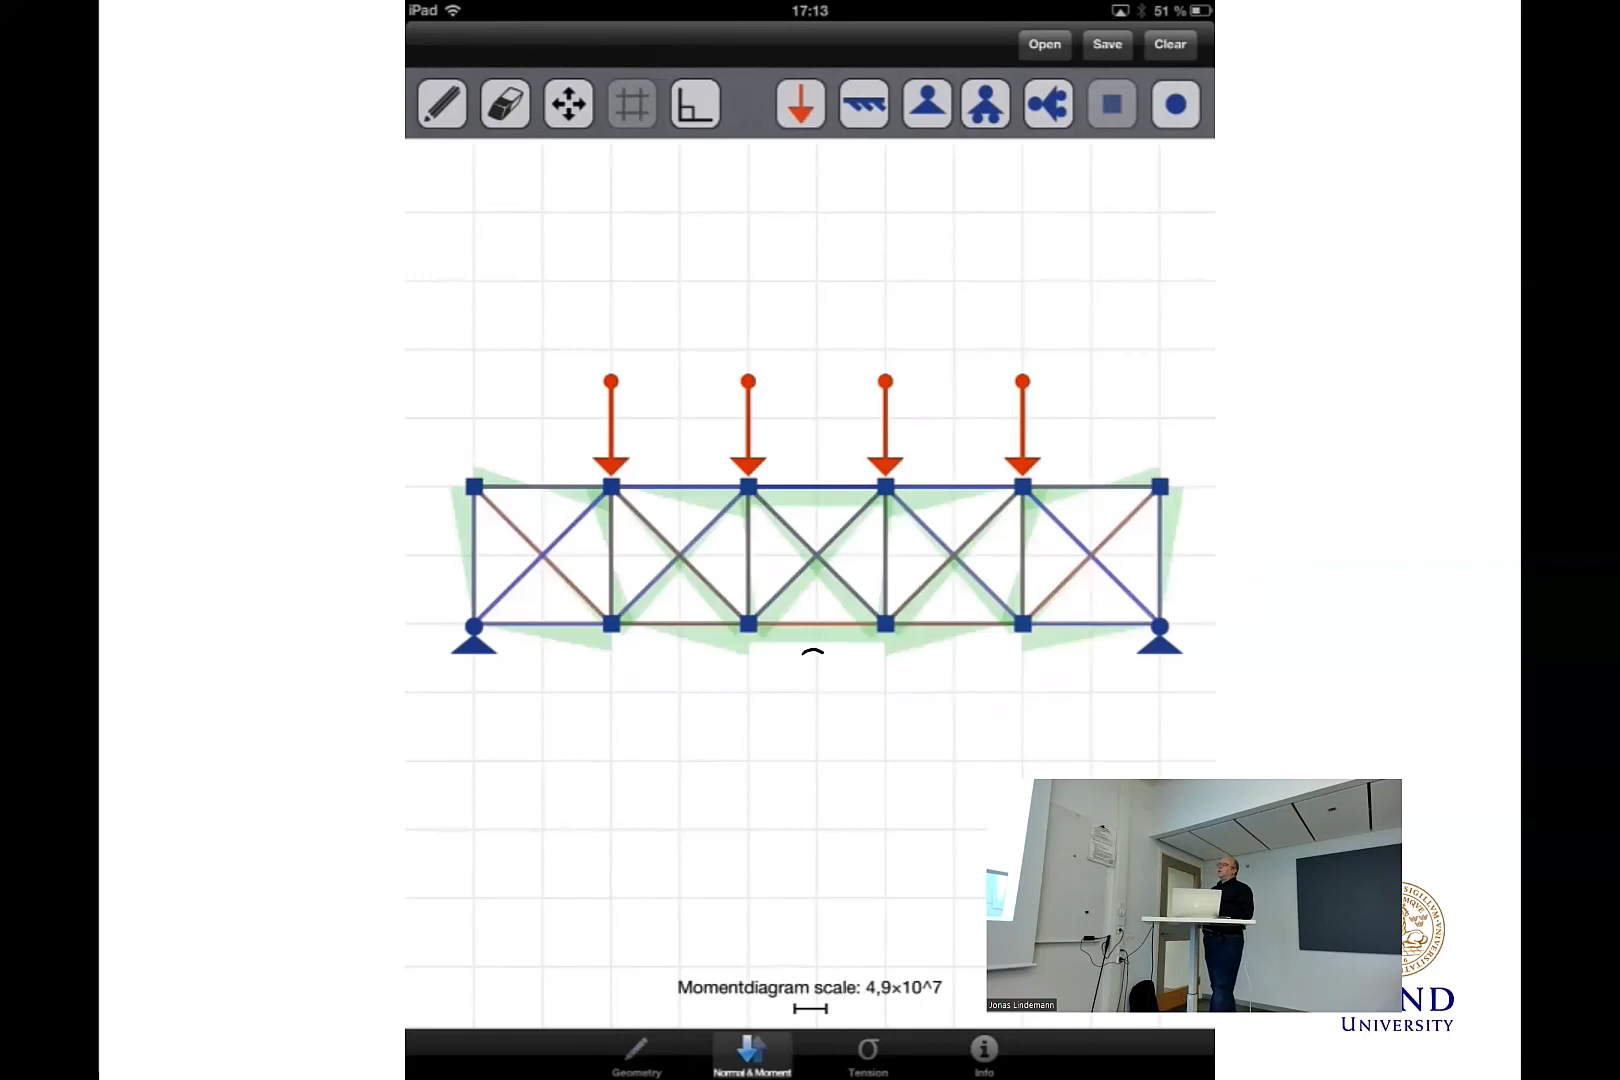 iPad 17:13 51 %
Open Save Clear
Momentdiagram scale: 4,9×10^7
Jonas Lindemann
ND
UNIVERSITY
Geometry Normal & Moment Tension Info
σ
i